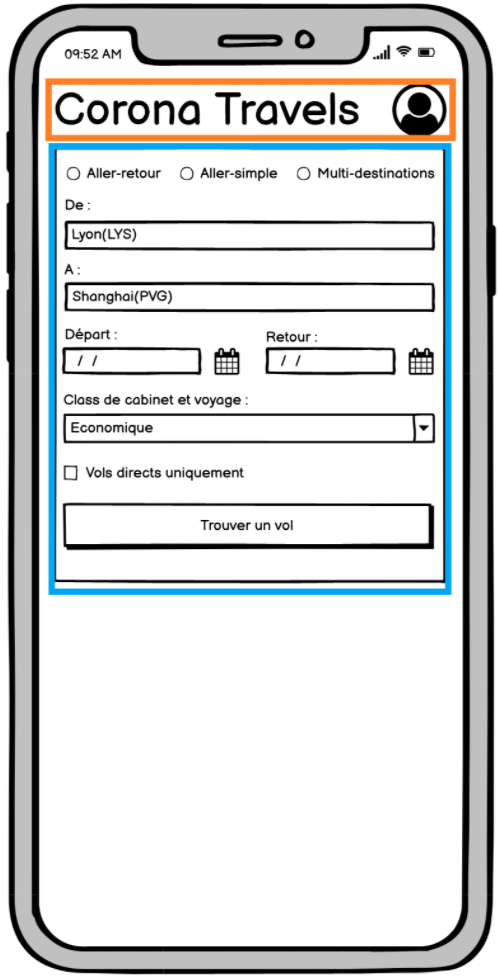 09:52 AM
Corona Travels
Aller-retour Aller-simple Multi-destinations
De :
Lyon(LYS)
A :
Shanghai(PVG)
Départ : Retour :
/ / / /
Class de cabinet et voyage :
Economique
Vols directs uniquement
Trouver un vol